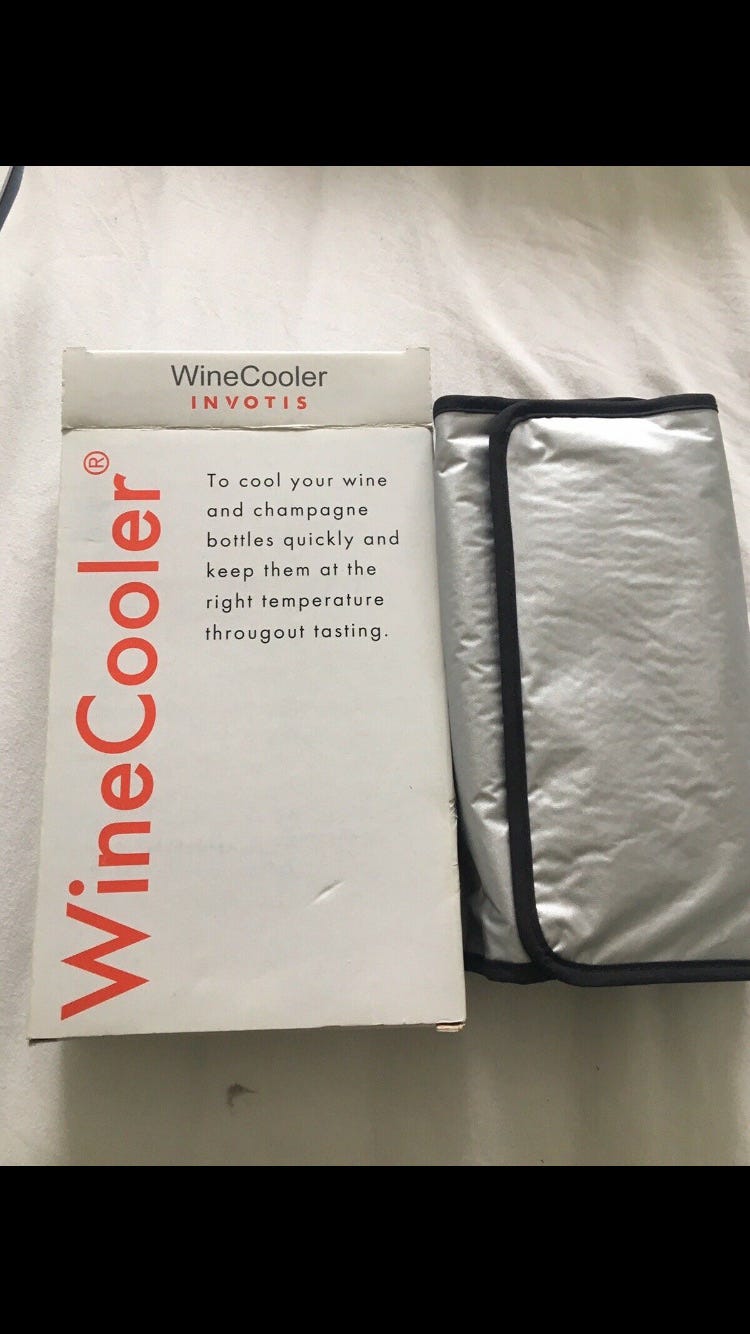 WineCooler
INVOTIS
WineCooler®
To cool your wine
and champagne
bottles quickly and
keep them at the
right temperature
througout tasting.